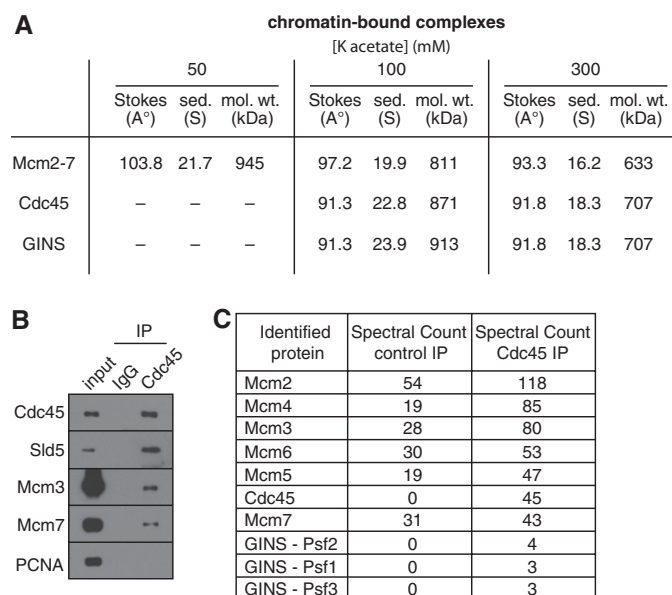 A
chromatin-bound complexes
[K acetate] (mM)
50 100 300
Stokes (A°) sed. (S) mol. wt. (kDa) Stokes (A°) sed. (S) mol. wt. (kDa) Stokes (A°) sed. (S) mol. wt. (kDa)
Mcm2-7 103.8 21.7 945 97.2 19.9 811 93.3 16.2 633
Cdc45 – – – 91.3 22.8 871 91.8 18.3 707
GINS – – – 91.3 23.9 913 91.8 18.3 707
B
IP
input IgG Cdc45
Cdc45
Sld5
Mcm3
Mcm7
PCNA
C
Identified protein Spectral Count control IP Spectral Count Cdc45 IP
Mcm2 54 118
Mcm4 19 85
Mcm3 28 80
Mcm6 30 53
Mcm5 19 47
Cdc45 0 45
Mcm7 31 43
GINS - Psf2 0 4
GINS - Psf1 0 3
GINS - Psf3 0 3